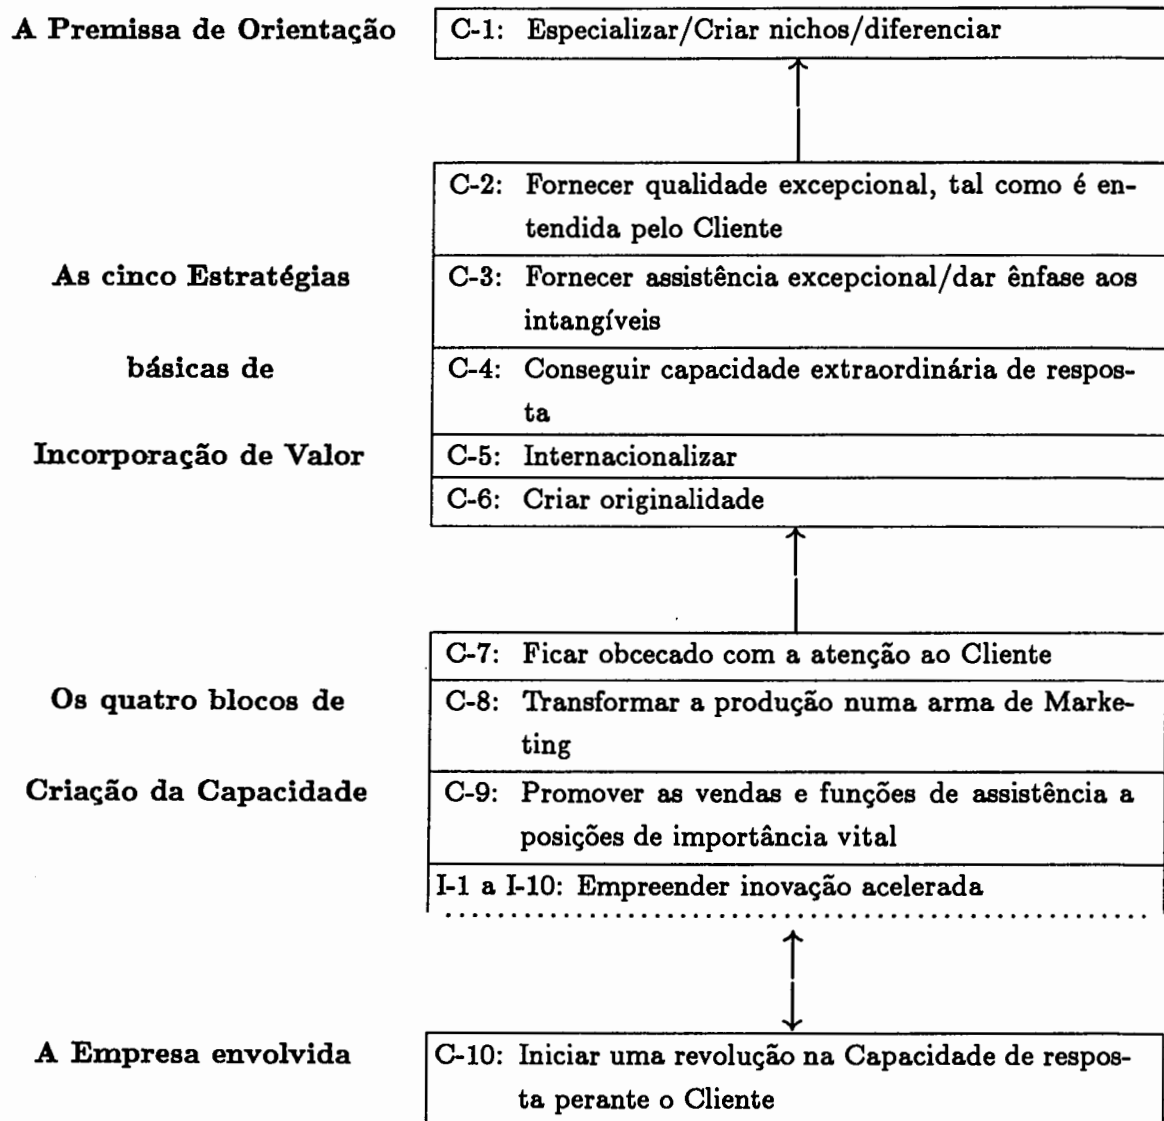 A Premissa de Orientação
C-1: Especializar/Criar nichos/diferenciar
C-2: Fornecer qualidade excepcional, tal como é en-
tendida pelo Cliente
As cinco Estratégias
C-3: Fornecer assistência excepcional/dar ênfase aos
intangíveis
básicas de
C-4: Conseguir capacidade extraordinária de respos-
ta
Incorporação de Valor
C-5: Internacionalizar
C-6: Criar originalidade
C-7: Ficar obcecado com a atenção ao Cliente
Os quatro blocos de
C-8: Transformar a produção numa arma de Marke-
ting
Criação da Capacidade
C-9: Promover as vendas e funções de assistência a
posições de importância vital
I-1 a I-10: Empreender inovação acelerada
A Empresa envolvida
C-10: Iniciar uma revolução na Capacidade de respos-
ta perante o Cliente